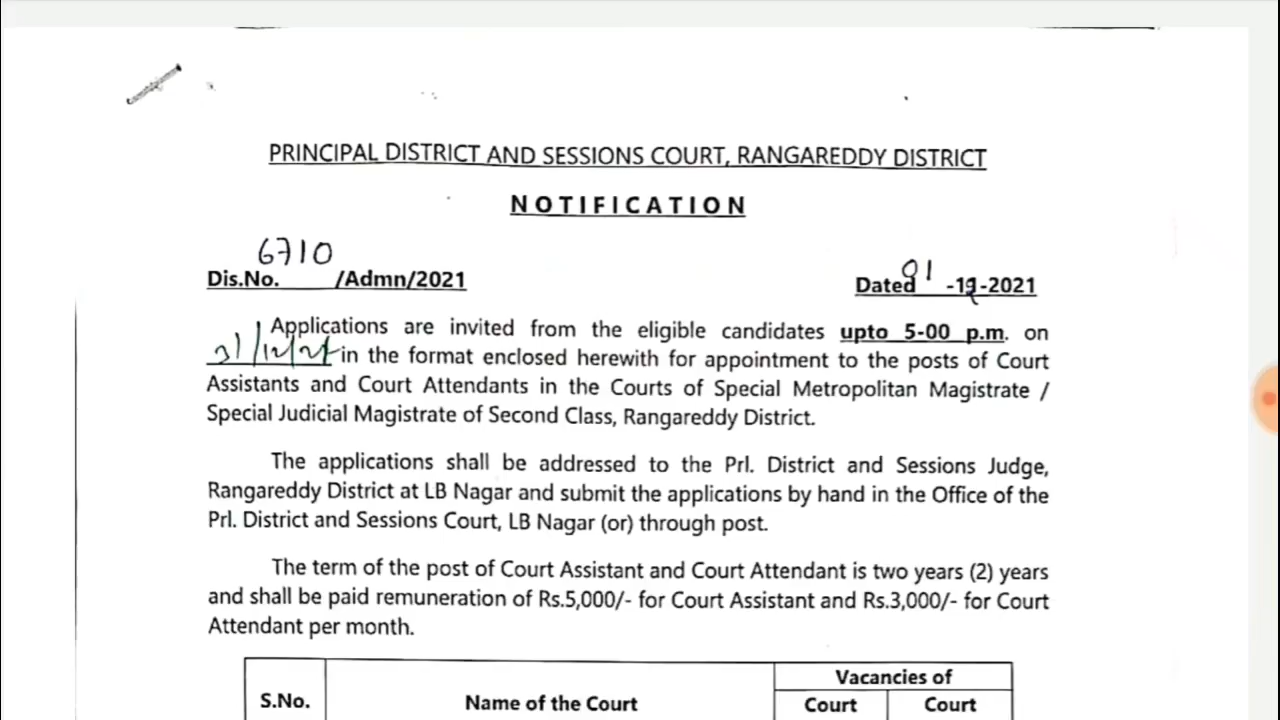 PRINCIPAL DISTRICT AND SESSIONS COURT, RANGAREDDY DISTRICT
NOTIFICATION
6710
Dis.No. /Admn/2021
Dated 01-12-2021
Applications are invited from the eligible candidates upto 5-00 p.m. on
31/12/21 in the format enclosed herewith for appointment to the posts of Court
Assistants and Court Attendants in the Courts of Special Metropolitan Magistrate /
Special Judicial Magistrate of Second Class, Rangareddy District.
The applications shall be addressed to the Prl. District and Sessions Judge,
Rangareddy District at LB Nagar and submit the applications by hand in the Office of the
Prl. District and Sessions Court, LB Nagar (or) through post.
The term of the post of Court Assistant and Court Attendant is two years (2) years
and shall be paid remuneration of Rs.5,000/- for Court Assistant and Rs.3,000/- for Court
Attendant per month.
Vacancies of
S.No. Name of the Court Court Court